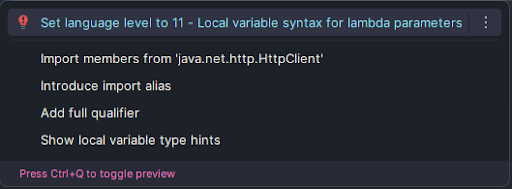 Set language level to 11 - Local variable syntax for lambda parameters
Import members from 'java.net.http.HttpClient'
Introduce import alias
Add full qualifier
Show local variable type hints
Press Ctrl+Q to toggle preview